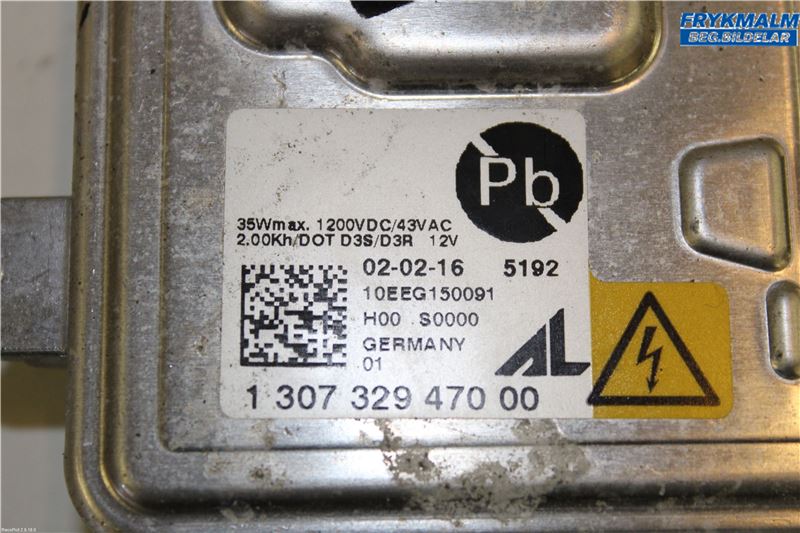 FRYKMALM
BEG.BILDELAR
Pb
35Wmax. 1200VDC/43VAC
2.00Kh/DOT D3S/D3R 12V
02-02-16 5192
10EEG150091
H00 S0000
GERMANY
01
AL
1 307 329 470 00